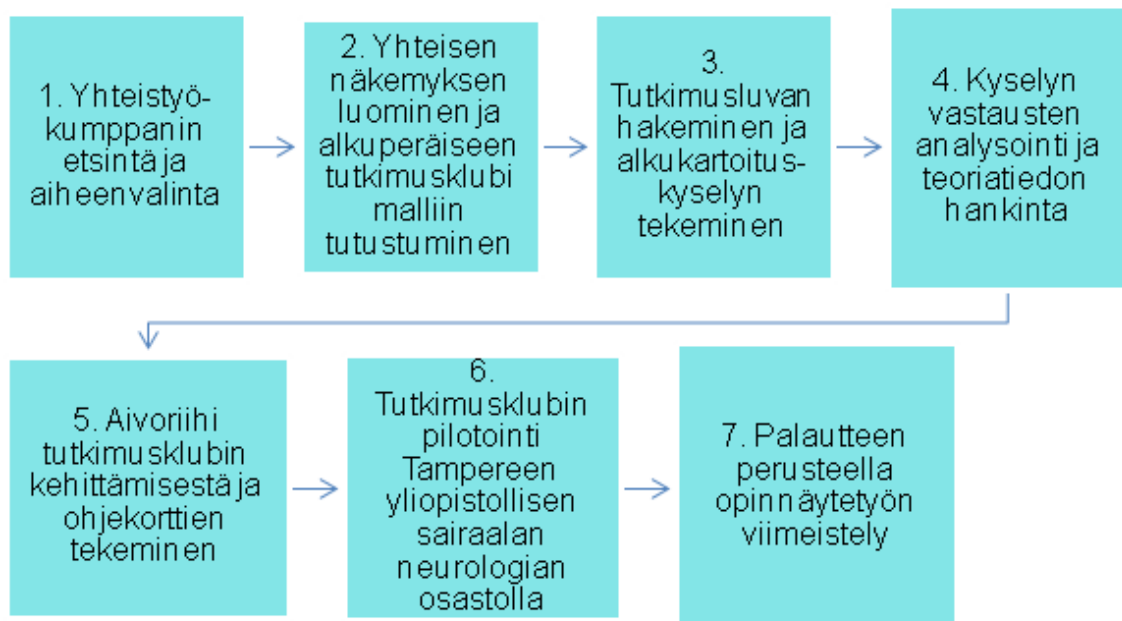 1. Yhteistyö-
kumppanin
etsintä ja
aiheenvalinta
2. Yhteisen
näkemyksen
luominen ja
alkuperäiseen
tutkimusklubi
malliin
tutustuminen
3.
Tutkimusluvan
hakeminen ja
alkukartoitus-
kyselyn
tekeminen
4. Kyselyn
vastausten
analysointi ja
teoriatiedon
hankinta
5. Aivoriihi
tutkimusklubin
kehittämisestä ja
ohjekorttien
tekeminen
6.
Tutkimusklubin
pilotointi
Tampereen
yliopistollisen
sairaalan
neurologian
osastolla
7. Palautteen
perusteella
opinnäytetyön
viimeistely